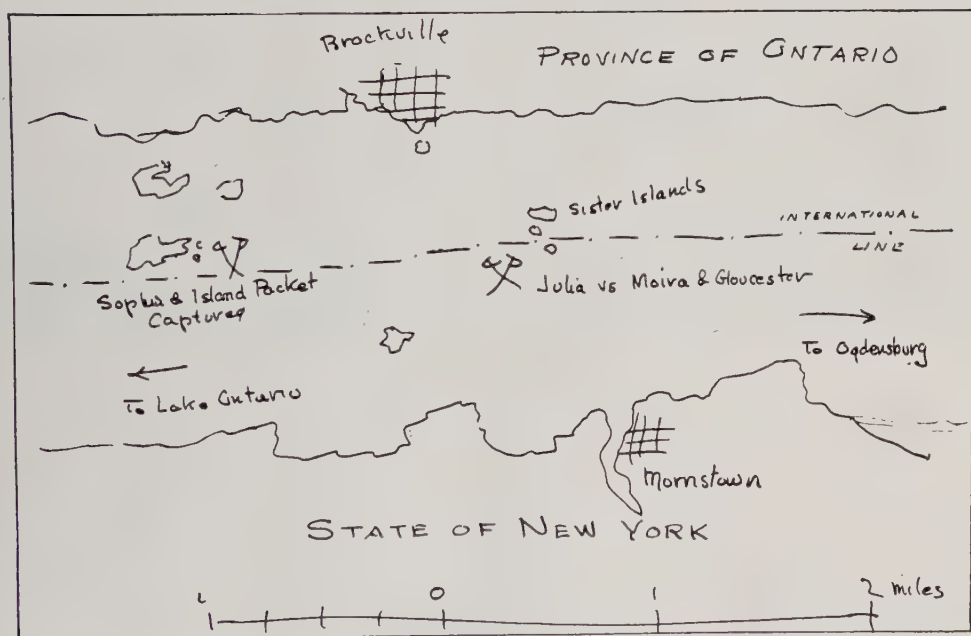 Brockville
PROVINCE OF ONTARIO
Sister Islands
INTERNATIONAL
LINE
Julia vs Moira & Gloucester
Sophia & Island Packet
Captured
To Ogdensburg
To Lake Ontario
Morristown
STATE OF NEW YORK
1 0 1 2 miles